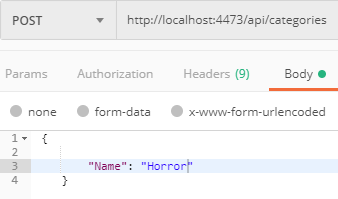 POST http://localhost:4473/api/categories
Params Authorization Headers (9) Body
none form-data x-www-form-urlencoded
1 {
2
3 "Name": "Horror"
4 }